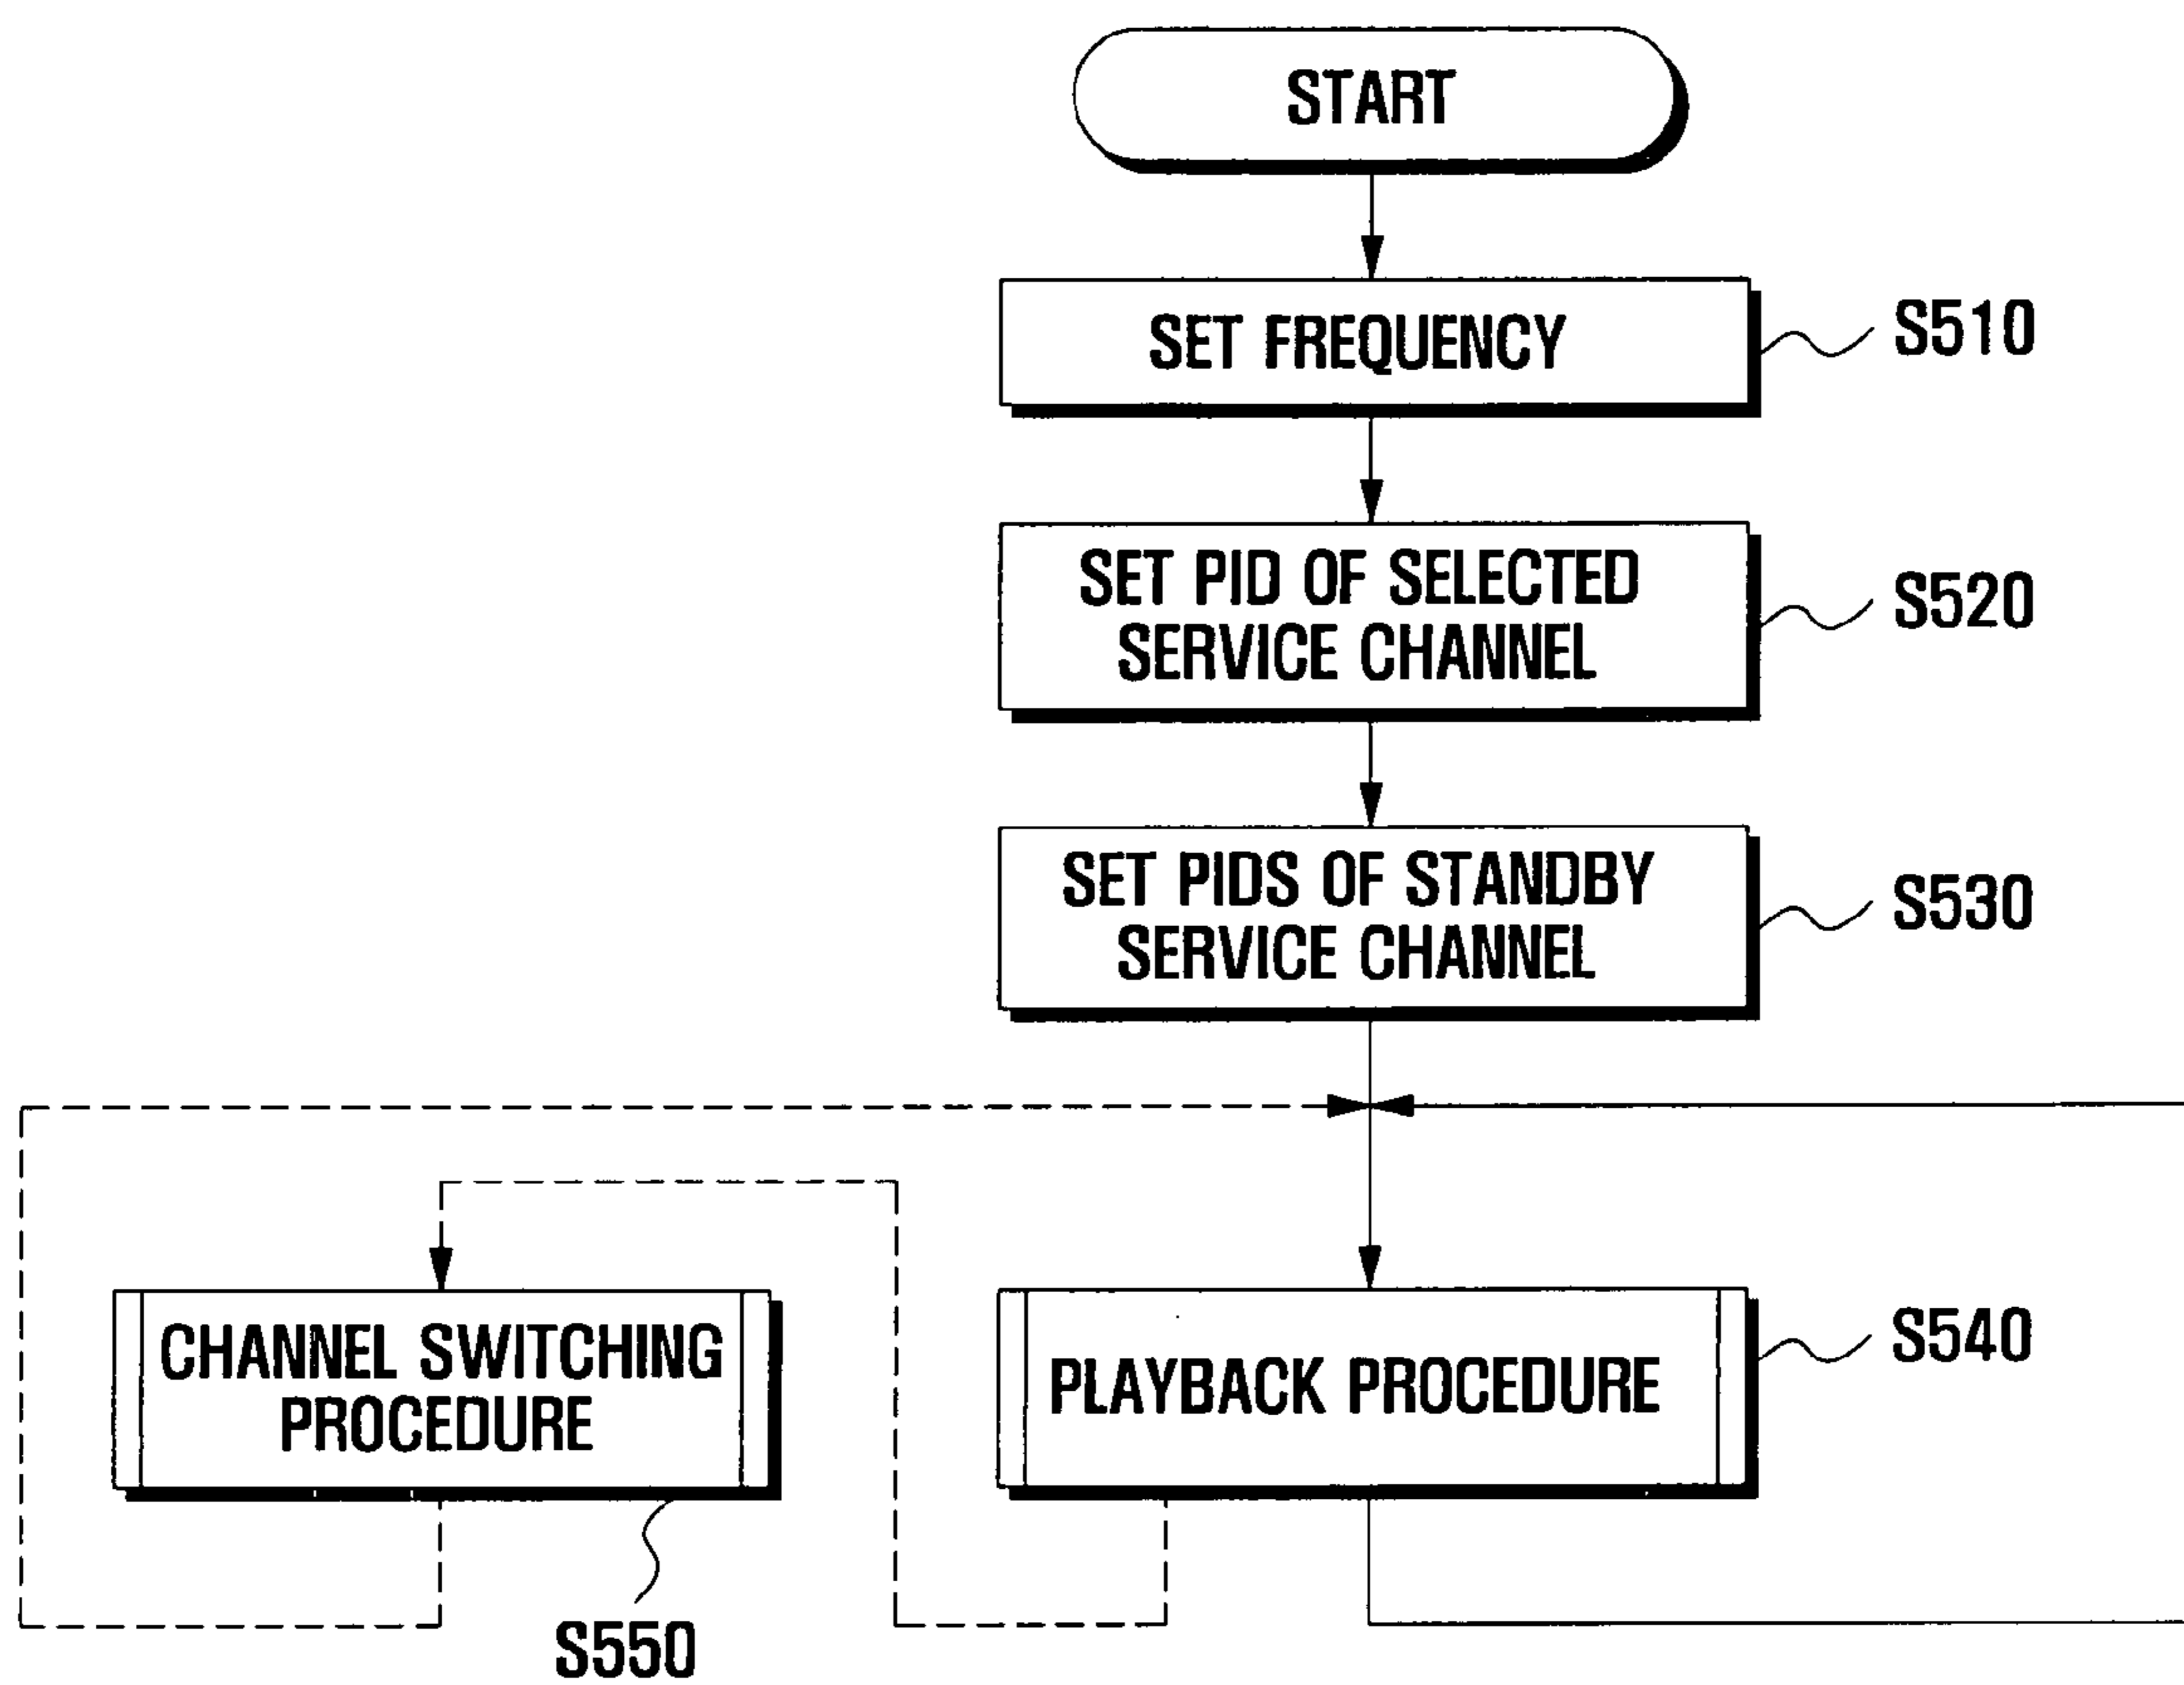 START
SET FREQUENCY
S510
SET PID OF SELECTED
SERVICE CHANNEL
S520
SET PIDS OF STANDBY
SERVICE CHANNEL
S530
CHANNEL SWITCHING
PROCEDURE
S550
PLAYBACK PROCEDURE
S540